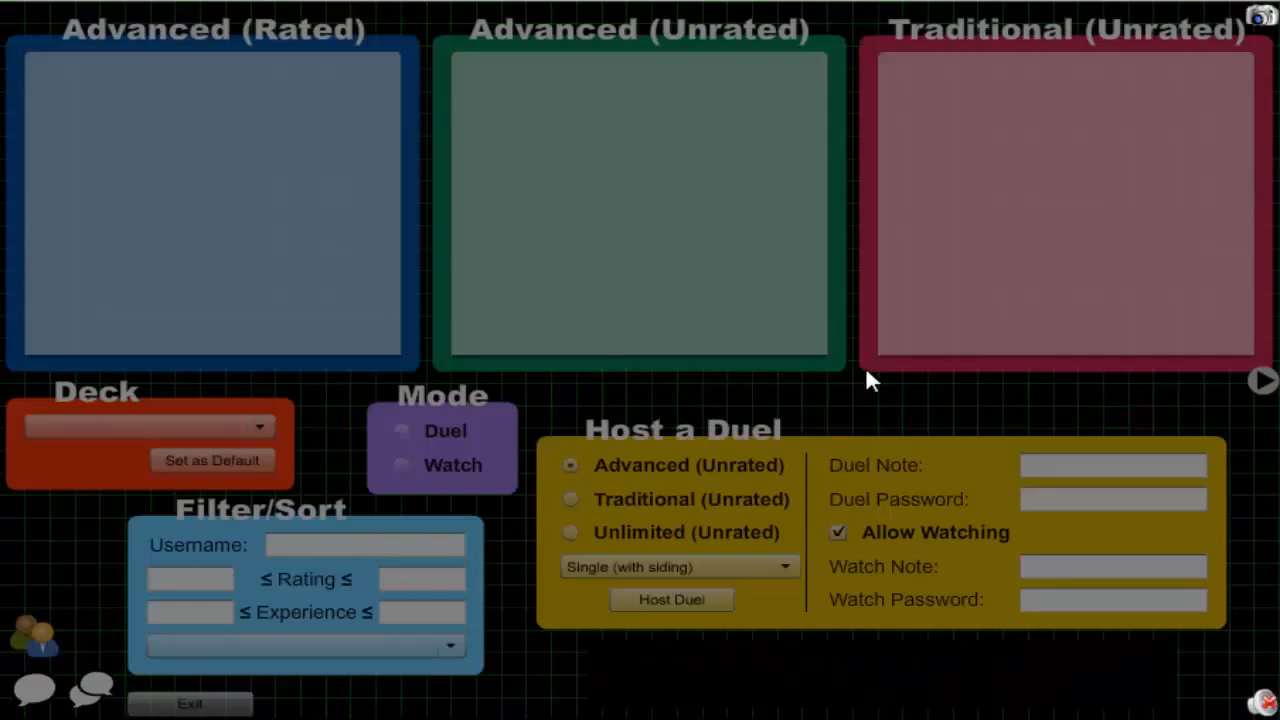 Advanced (Rated)
Advanced (Unrated)
Traditional (Unrated)
Deck
Set as Default
Mode
Duel
Watch
Filter/Sort
Username:
≤ Rating ≤
≤ Experience ≤
Exit
Host a Duel
Advanced (Unrated)
Traditional (Unrated)
Unlimited (Unrated)
Single (with siding)
Host Duel
Duel Note:
Duel Password:
Allow Watching
Watch Note:
Watch Password: